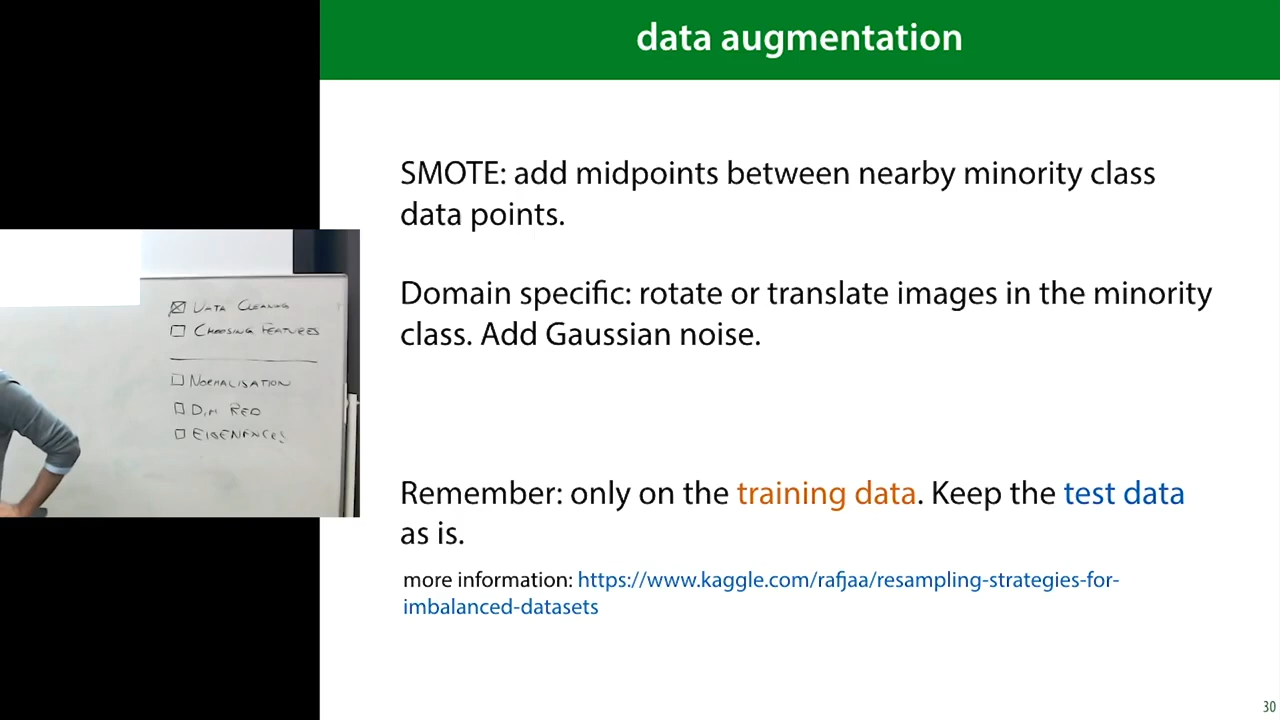 data augmentation
SMOTE: add midpoints between nearby minority class
data points.
Domain specific: rotate or translate images in the minority
class. Add Gaussian noise.
Remember: only on the training data. Keep the test data
as is.
more information: https://www.kaggle.com/rafjaa/resampling-strategies-for-
imbalanced-datasets
30
DATA CLEANING
CHOOSING FEATURES
NORMALISATION
DIM RED
EIGENFACES